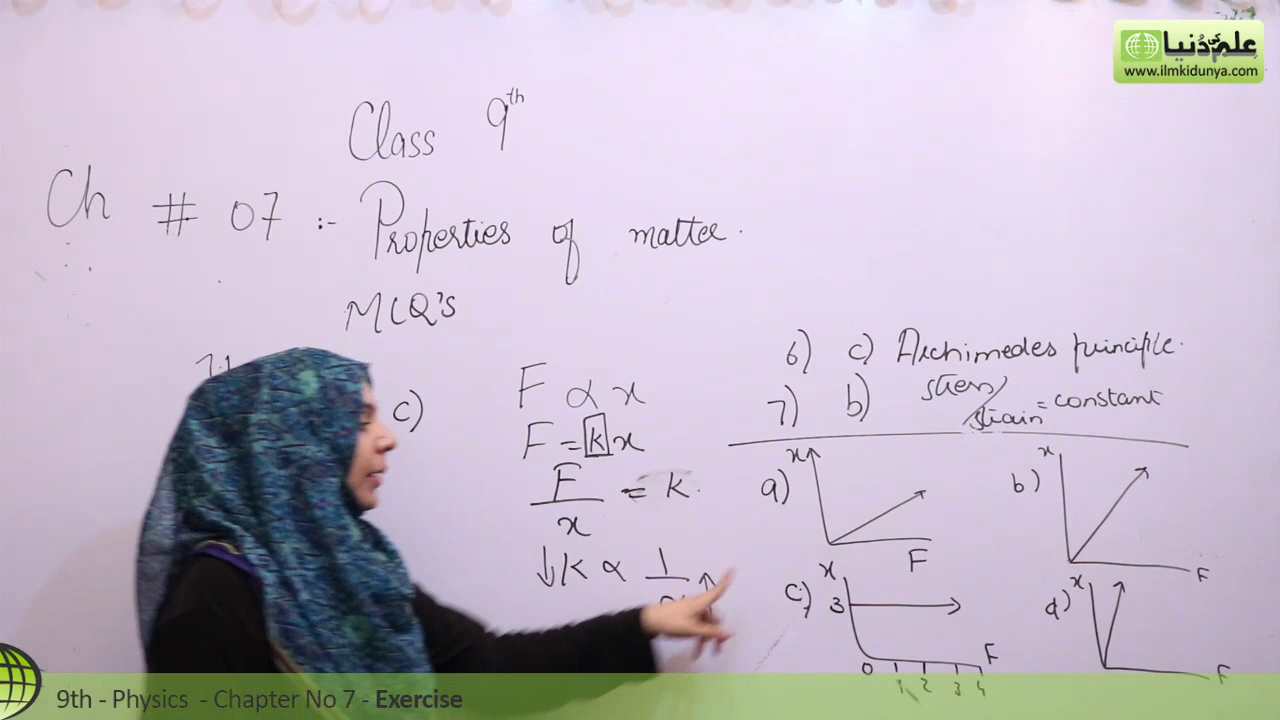 علم کی دُنیا
www.ilmkidunya.com
Class 9th
Ch # 07 :- Properties of matter.
MCQ's
6) c) Archimedes principle.
7) b) stress/strain = constant
c)
F ∝ x
F = k x
F/x = k.
↓k ∝ 1/ ↑
a) x F
b) x F
c) x 3 0 1 2 3 4 F
d) x F
9th - Physics - Chapter No 7 - Exercise